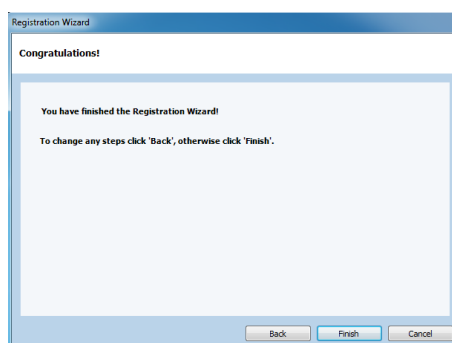 Registration Wizard
Congratulations!
You have finished the Registration Wizard!
To change any steps click 'Back', otherwise click 'Finish'.
Back Finish Cancel